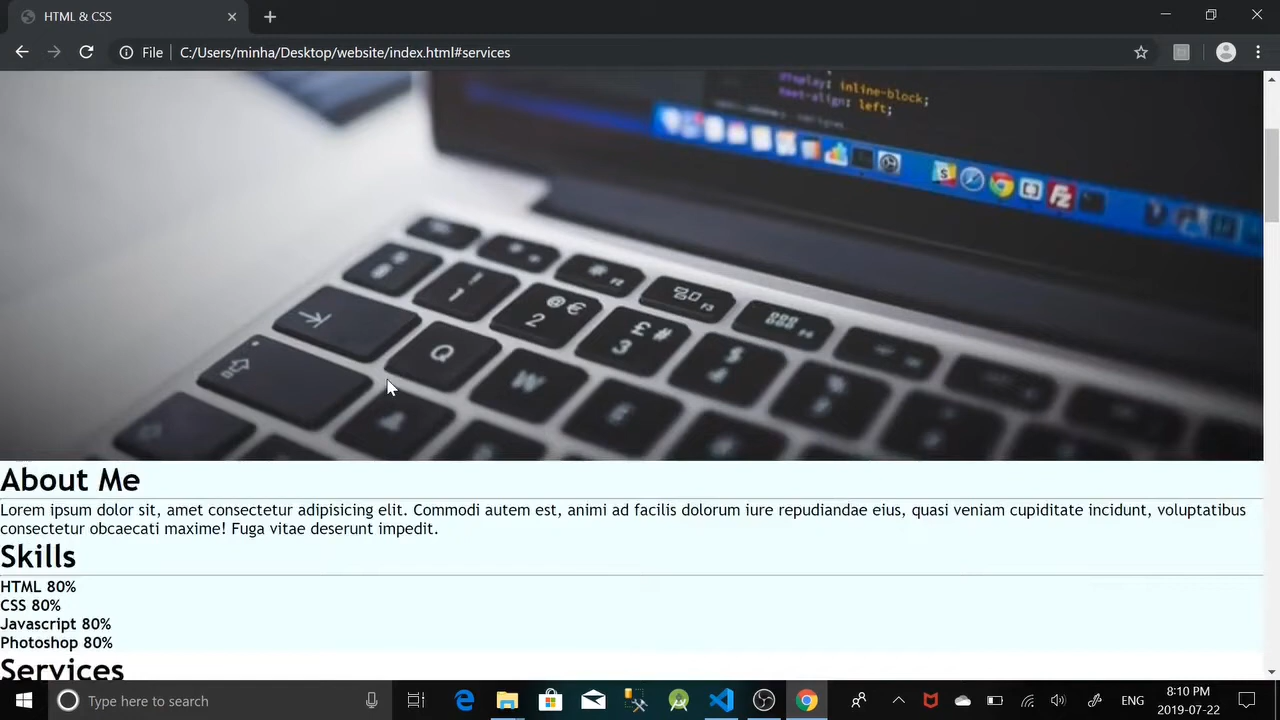 HTML & CSS
File
C:/Users/minha/Desktop/website/index.html#services
display: inline-block;
text-align: left;
Q
W
1
2
3
About Me
Lorem ipsum dolor sit, amet consectetur adipisicing elit. Commodi autem est, animi ad facilis dolorum iure repudiandae eius, quasi veniam cupiditate incidunt, voluptatibus
consectetur obcaecati maxime! Fuga vitae deserunt impedit.
Skills
HTML 80%
CSS 80%
Javascript 80%
Photoshop 80%
Services
Type here to search
ENG
8:10 PM
2019-07-22